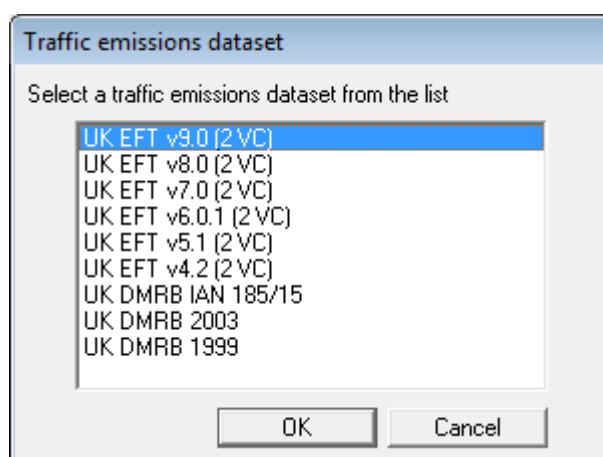 Traffic emissions dataset
Select a traffic emissions dataset from the list
UK EFT v9.0 (2 VC)
UK EFT v8.0 (2 VC)
UK EFT v7.0 (2 VC)
UK EFT v6.0.1 (2 VC)
UK EFT v5.1 (2 VC)
UK EFT v4.2 (2 VC)
UK DMRB IAN 185/15
UK DMRB 2003
UK DMRB 1999
OK Cancel